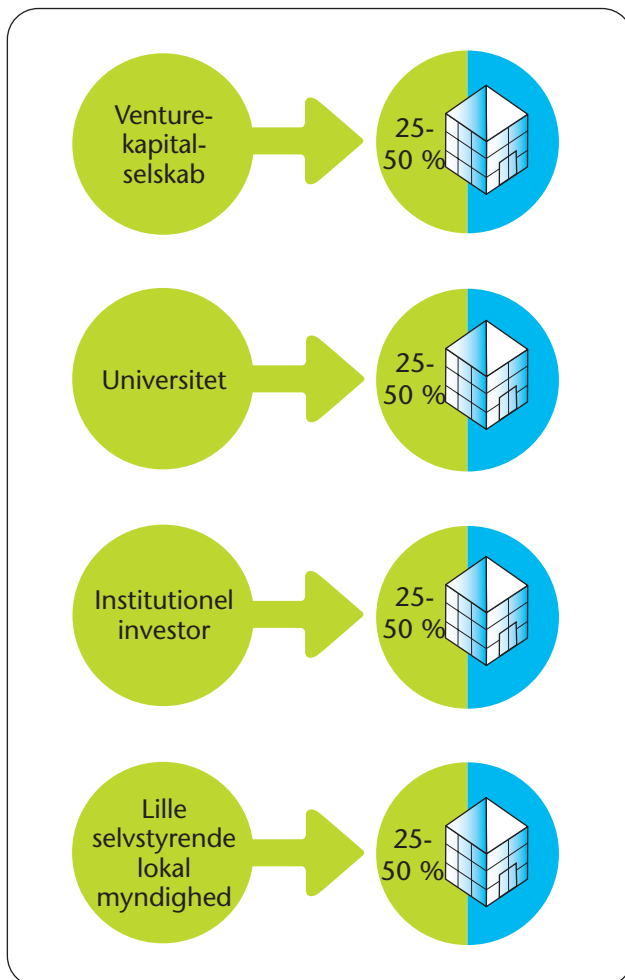 Venture-
kapital-
selskab
25-
50 %
Universitet
25-
50 %
Institutionel
investor
25-
50 %
Lille
selvstyrende
lokal
myndighed
25-
50 %